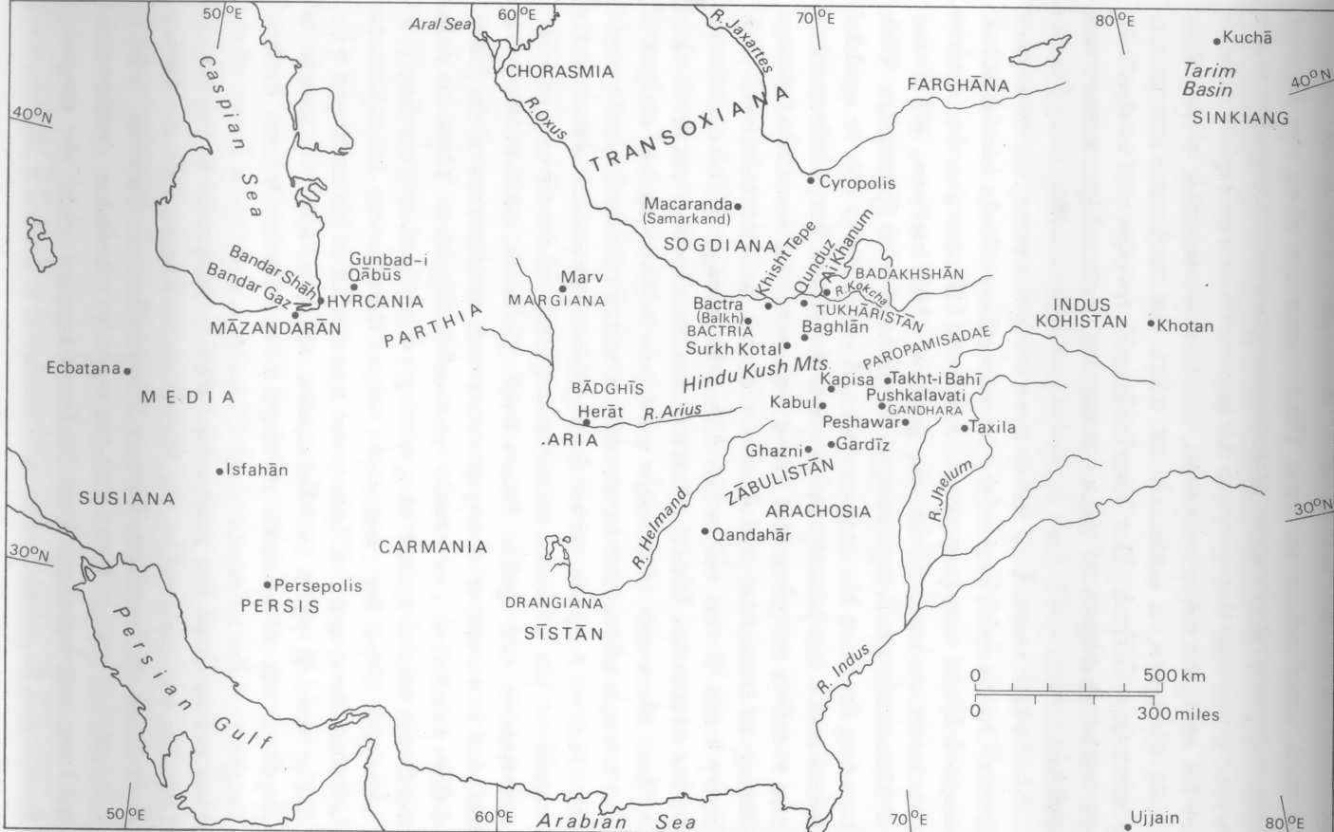 50°E
60°E
70°E
80°E
Aral Sea
R. Jaxartes
Kuchā
Caspian Sea
CHORASMIA
FARGHĀNA
Tarim
Basin
40°N
40°N
SINKIANG
R.Oxus
TRANSOXIANA
Cyropolis
Macaranda
(Samarkand)
SOGDIANA
Khisht Tepe
Qunduz
Ai Khanum
BADAKHSHĀN
Gunbad-i
Qābūs
Bandar Shāh
Bandar Gaz
HYRCANIA
MĀZANDARĀN
Marv
MARGIANA
PARTHIA
R. Kokcha
TUKHĀRISTĀN
Bactra
(Balkh)
BACTRIA
Baghlān
Surkh Kotal
INDUS
KOHISTAN
Khotan
PAROPAMISADAE
Hindu Kush Mts.
Ecbatana
MEDIA
BĀDGHĪS
Herāt
R. Arius
.ARIA
Kapisa
Takht-i Bahī
Kabul
Pushkalavati
GANDHARA
Peshawar
Taxila
Ghazni
Gardīz
Isfahān
SUSIANA
ZĀBULISTĀN
ARACHOSIA
R. Jhelum
30°N
30°N
R. Helmand
Qandahār
CARMANIA
Persepolis
PERSIS
DRANGIANA
SĪSTĀN
Persian Gulf
R. Indus
0
500 km
0
300 miles
50°E
60°E
Arabian Sea
70°E
Ujjain
80°E